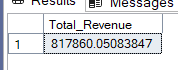 Results Messages
Total_Revenue
1 817860.05083847